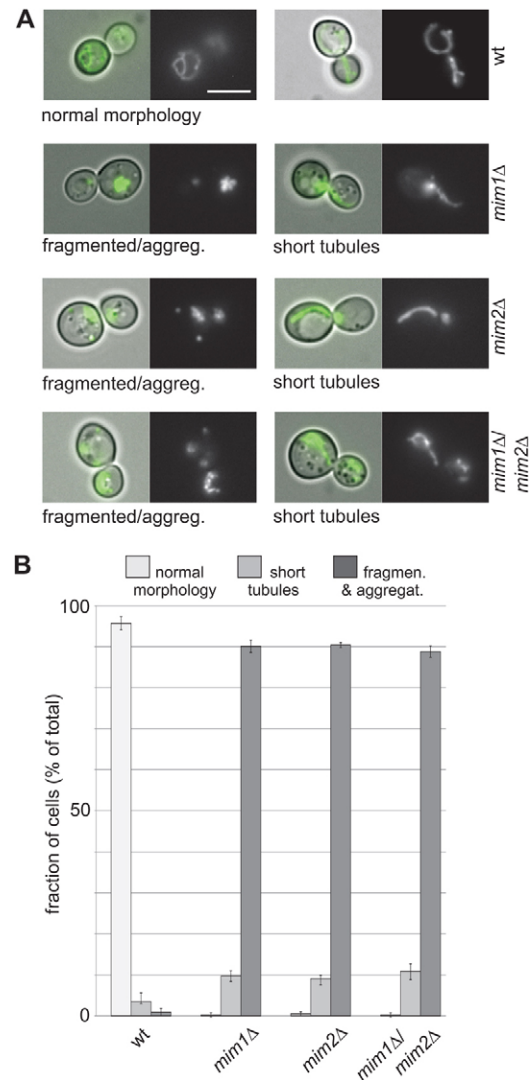 A
wt
normal morphology
mim1Δ
fragmented/aggreg. short tubules
mim2Δ
fragmented/aggreg. short tubules
mim1Δ/
mim2Δ
fragmented/aggreg. short tubules
B
normal morphology
short tubules
fragmen. & aggregat.
fraction of cells (% of total)
100
50
0
wt
mim1Δ
mim2Δ
mim1Δ/
mim2Δ